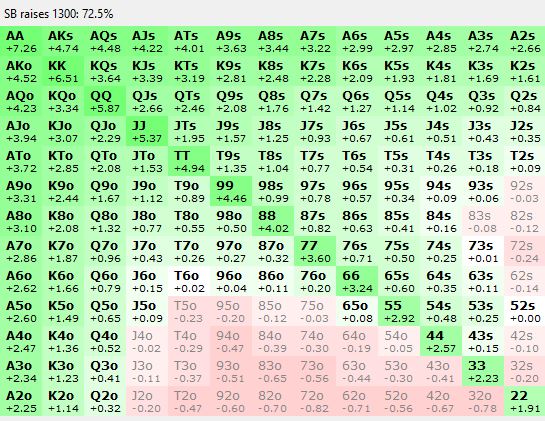 SB raises 1300: 72.5%
AA AKs AQs AJs ATs A9s A8s A7s A6s A5s A4s A3s A2s
+7.26 +4.74 +4.48 +4.22 +4.01 +3.63 +3.44 +3.22 +2.99 +2.97 +2.85 +2.74 +2.66
AKo KK KQs KJs KTs K9s K8s K7s K6s K5s K4s K3s K2s
+4.52 +6.51 +3.64 +3.39 +3.19 +2.81 +2.48 +2.28 +2.09 +1.93 +1.81 +1.69 +1.61
AQo KQo QQ QJs QTs Q9s Q8s Q7s Q6s Q5s Q4s Q3s Q2s
+4.23 +3.34 +5.87 +2.66 +2.46 +2.08 +1.76 +1.42 +1.27 +1.14 +1.02 +0.92 +0.84
AJo KJo QJo JJ JTs J9s J8s J7s J6s J5s J4s J3s J2s
+3.94 +3.07 +2.29 +5.37 +1.95 +1.57 +1.25 +0.93 +0.67 +0.61 +0.51 +0.43 +0.35
ATo KTo QTo JTo TT T9s T8s T7s T6s T5s T4s T3s T2s
+3.72 +2.85 +2.08 +1.53 +4.94 +1.35 +1.04 +0.77 +0.54 +0.31 +0.26 +0.18 +0.09
A9o K9o Q9o J9o T9o 99 98s 97s 96s 95s 94s 93s 92s
+3.31 +2.44 +1.67 +1.12 +0.89 +4.46 +0.99 +0.78 +0.57 +0.34 +0.09 +0.06 -0.03
A8o K8o Q8o J8o T8o 98o 88 87s 86s 85s 84s 83s 82s
+3.10 +2.08 +1.32 +0.77 +0.55 +0.50 +4.02 +0.82 +0.63 +0.41 +0.16 -0.08 -0.12
A7o K7o Q7o J7o T7o 97o 87o 77 76s 75s 74s 73s 72s
+2.86 +1.87 +0.96 +0.43 +0.26 +0.27 +0.32 +3.60 +0.71 +0.50 +0.25 +0.01 -0.24
A6o K6o Q6o J6o T6o 96o 86o 76o 66 65s 64s 63s 62s
+2.62 +1.66 +0.79 +0.15 +0.02 +0.04 +0.11 +0.20 +3.24 +0.60 +0.35 +0.11 -0.14
A5o K5o Q5o J5o T5o 95o 85o 75o 65o 55 54s 53s 52s
+2.60 +1.49 +0.65 +0.09 -0.23 -0.20 -0.12 -0.03 +0.08 +2.92 +0.48 +0.25 +0.00
A4o K4o Q4o J4o T4o 94o 84o 74o 64o 54o 44 43s 42s
+2.47 +1.36 +0.52 -0.02 -0.29 -0.47 -0.39 -0.30 -0.19 -0.05 +2.57 +0.15 -0.10
A3o K3o Q3o J3o T3o 93o 83o 73o 63o 53o 43o 33 32s
+2.34 +1.23 +0.41 -0.11 -0.37 -0.51 -0.65 -0.56 -0.44 -0.30 -0.41 +2.23 -0.20
A2o K2o Q2o J2o T2o 92o 82o 72o 62o 52o 42o 32o 22
+2.25 +1.14 +0.32 -0.20 -0.47 -0.60 -0.70 -0.82 -0.71 -0.56 -0.67 -0.78 +1.91